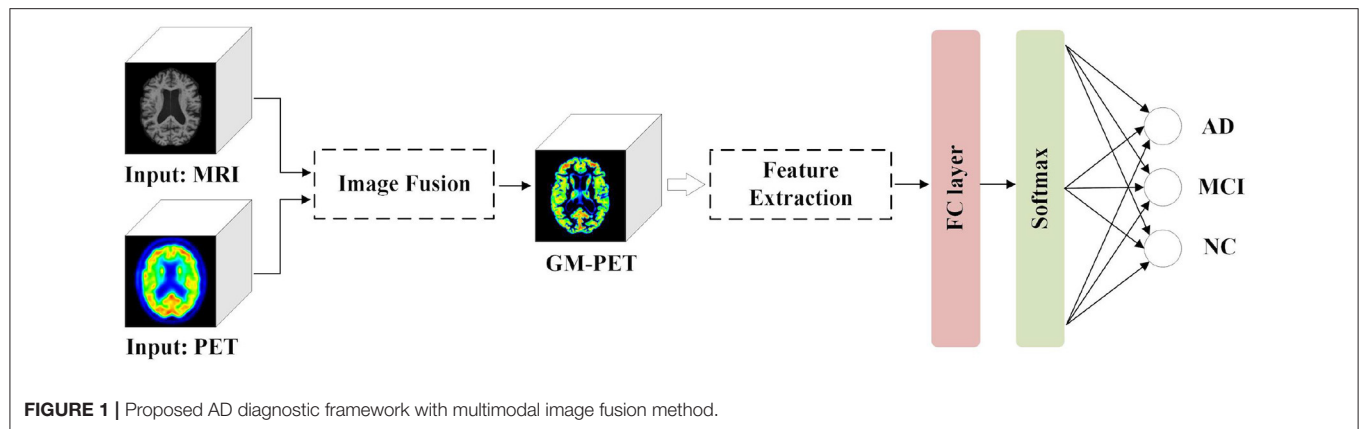 Input: MRI
Input: PET
Image Fusion
GM-PET
Feature
Extraction
FC layer
Softmax
AD
MCI
NC
FIGURE 1 | Proposed AD diagnostic framework with multimodal image fusion method.